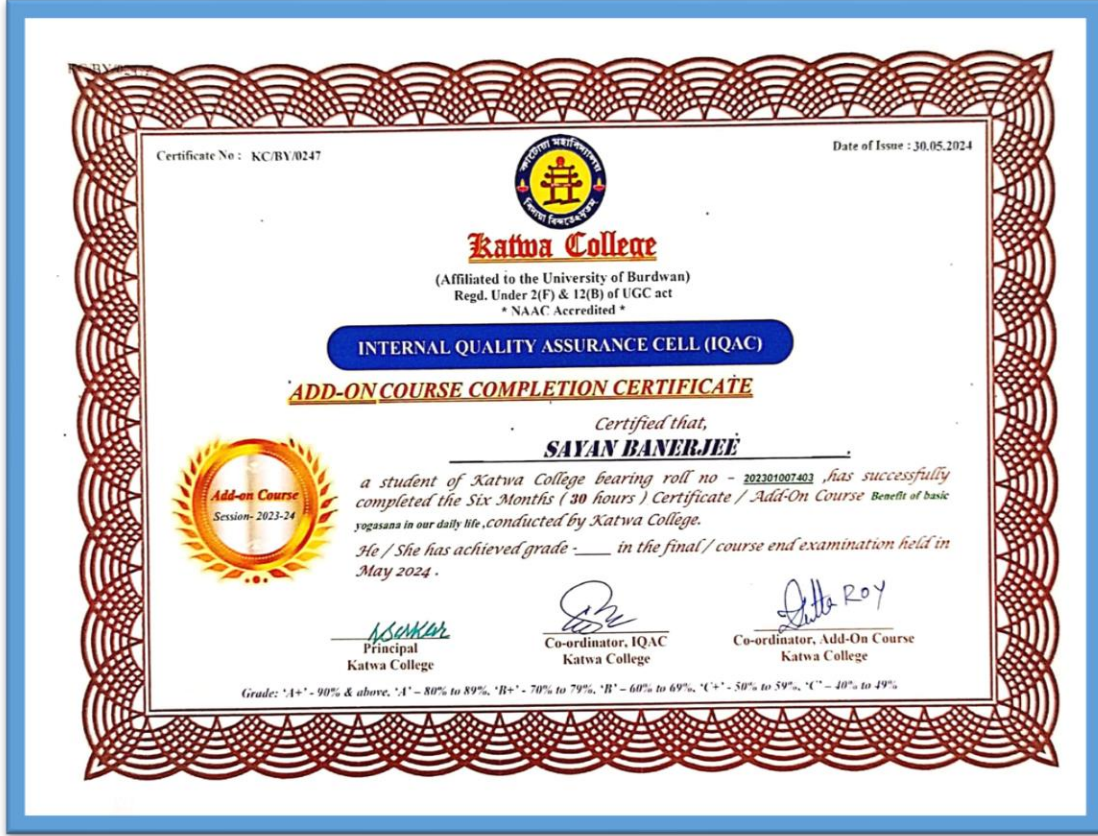 Certificate No : KC/BY/0247
Date of Issue : 30.05.2024
কাটোয়া মহাবিদ্যালয়
Katwa College
(Affiliated to the University of Burdwan)
Regd. Under 2(F) & 12(B) of UGC act
* NAAC Accredited *
INTERNAL QUALITY ASSURANCE CELL (IQAC)
ADD-ON COURSE COMPLETION CERTIFICATE
Certified that,
SAYAN BANERJEE
a student of Katwa College bearing roll no - 202301007403 ,has successfully
completed the Six Months ( 30 hours ) Certificate / Add-On Course Benefit of basic
yogasana in our daily life ,conducted by Katwa College.
He / She has achieved grade -____ in the final / course end examination held in
May 2024 .
Add-on Course
Session- 2023-24
NSarkar
Dutta ROY
Principal
Katwa College
Co-ordinator, IQAC
Katwa College
Co-ordinator, Add-On Course
Katwa College
Grade: 'A+' - 90% & above, 'A' – 80% to 89%, 'B+' - 70% to 79%, 'B' – 60% to 69%, 'C+' - 50% to 59%, 'C' – 40% to 49%